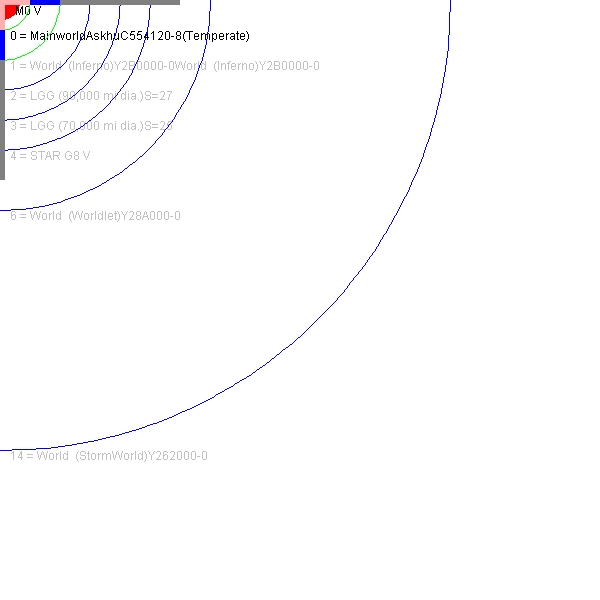 M0 V
0 = MainworldAskhuC554120-8(Temperate)
1 = World (Inferno)Y2B0000-0World (Inferno)Y2B0000-0
2 = LGG (90,000 mi dia.)S=27
3 = LGG (70,000 mi dia.)S=25
4 = STAR G8 V
6 = World (Worldlet)Y28A000-0
14 = World (StormWorld)Y262000-0